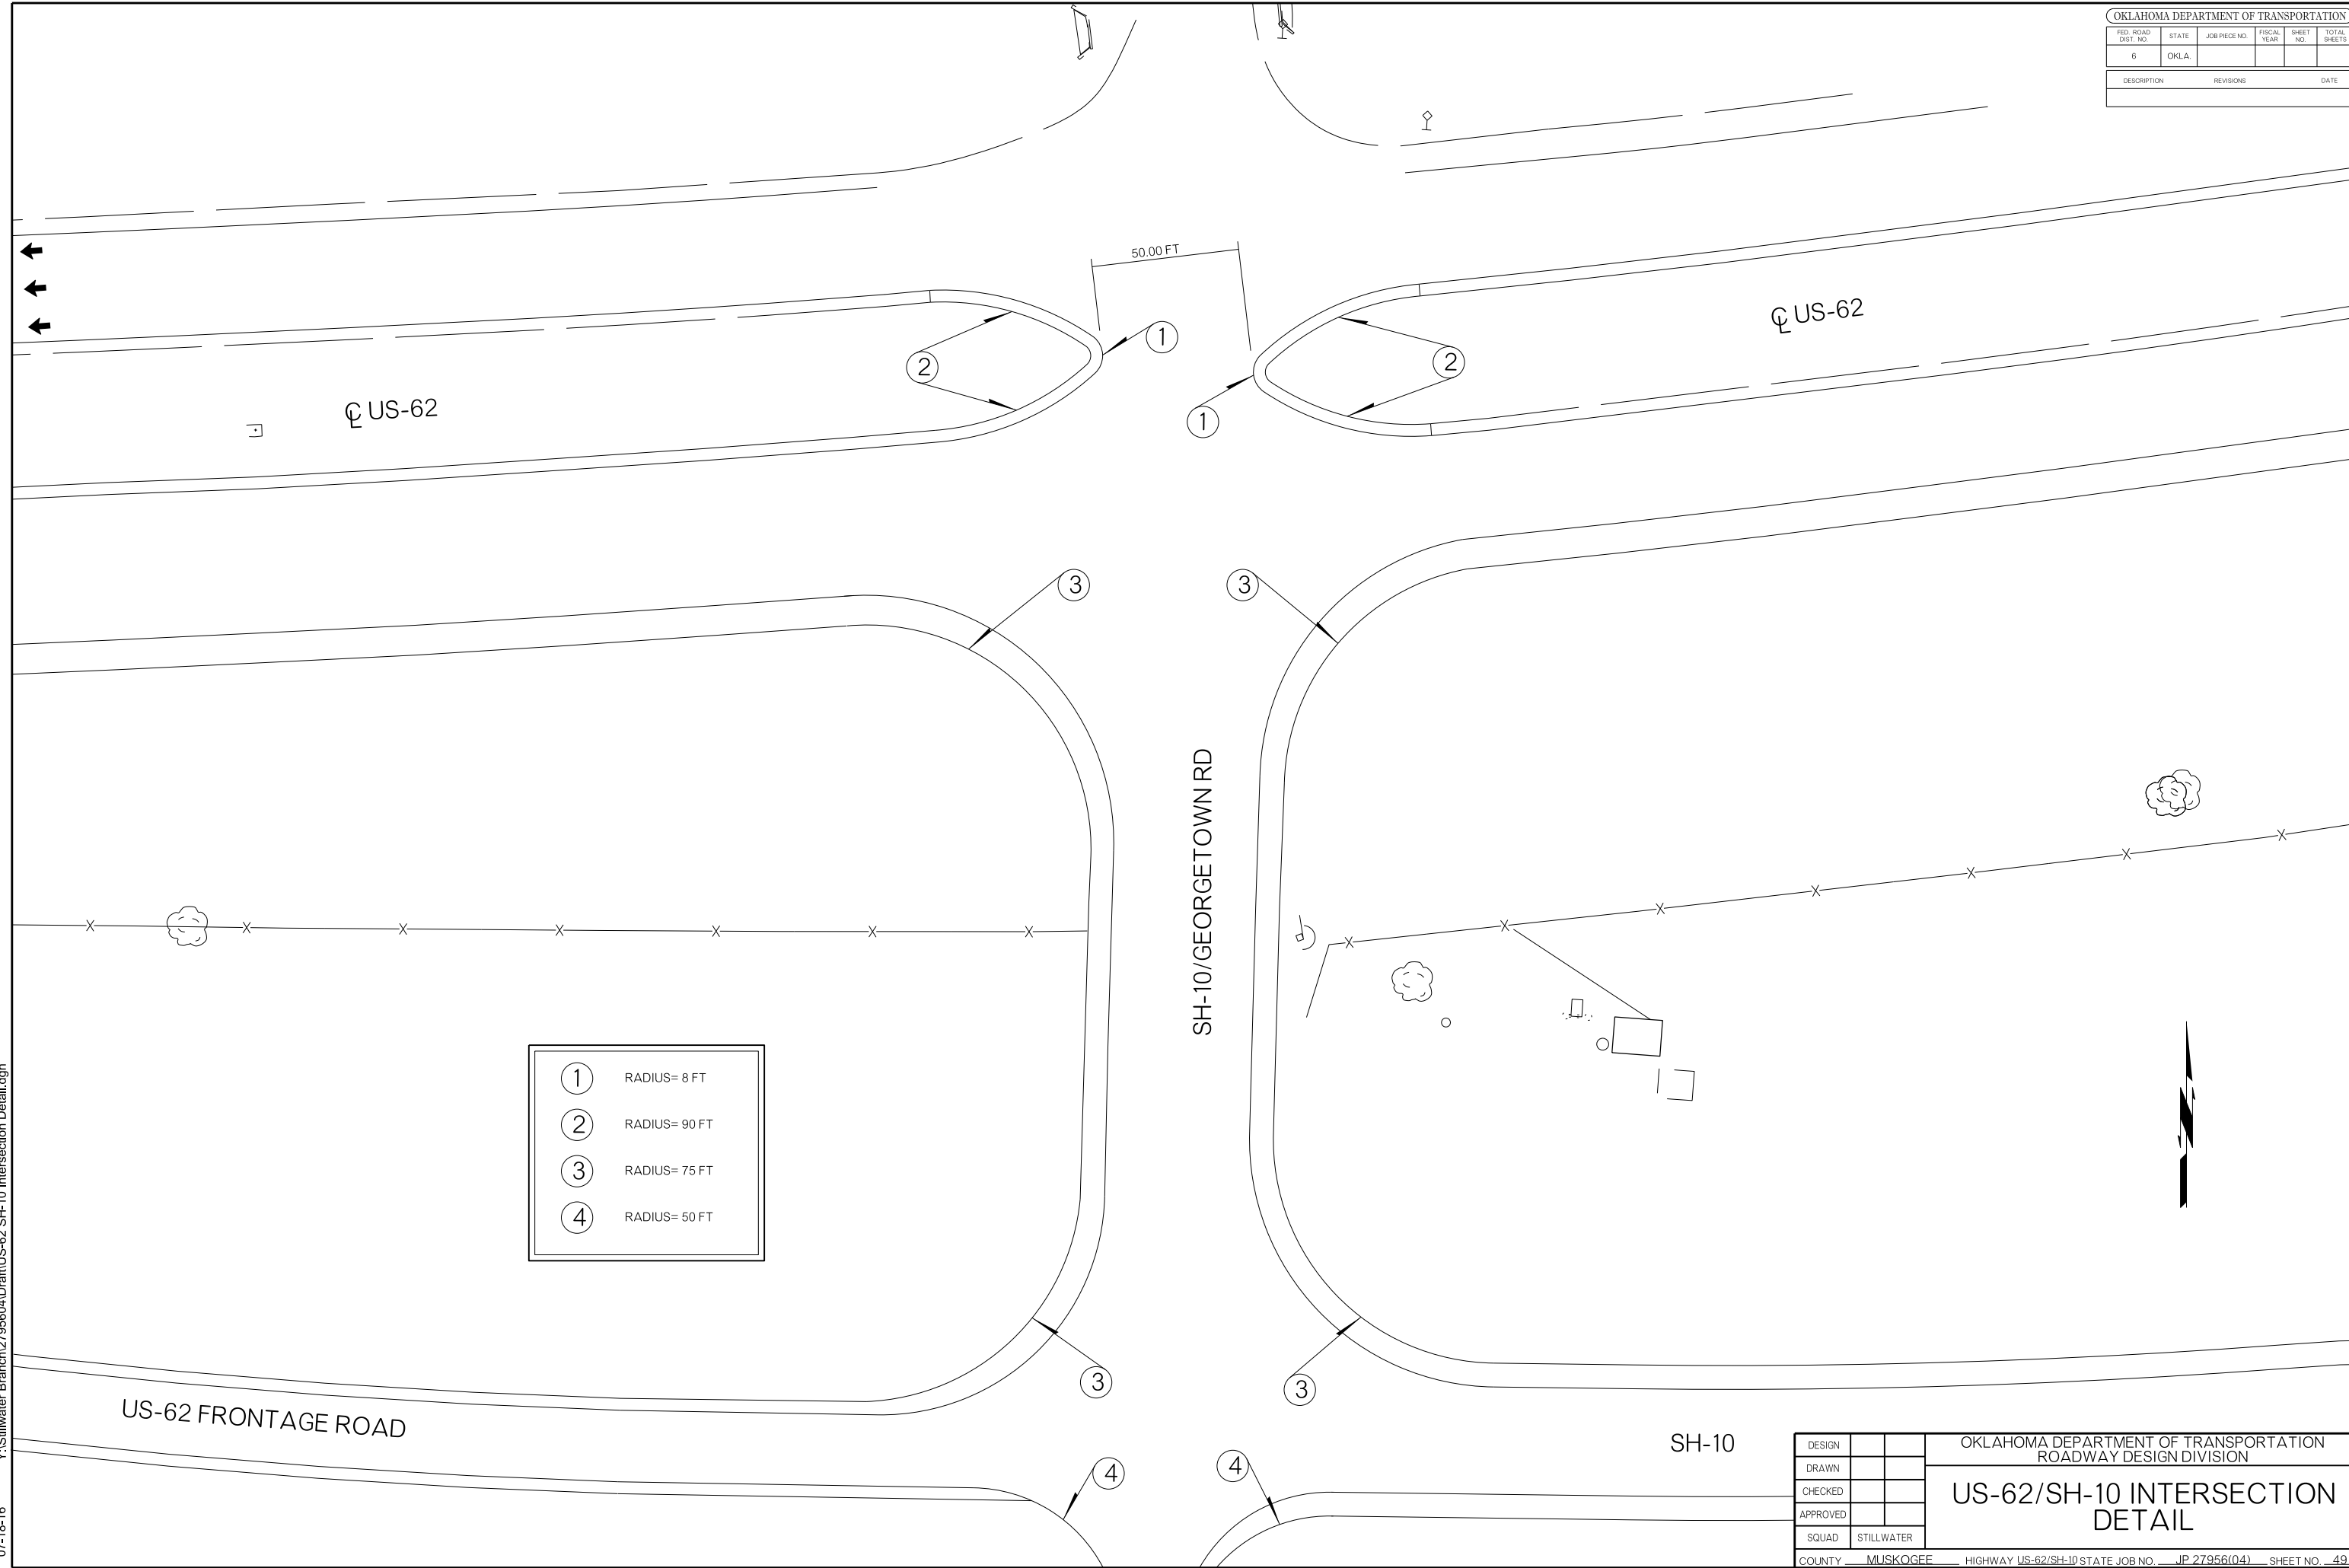 OKLAHOMA DEPARTMENT OF TRANSPORTATION
FED. ROAD DIST. NO. STATE JOB PIECE NO. FISCAL YEAR SHEET NO. TOTAL SHEETS
6 OKLA.
DESCRIPTION REVISIONS DATE
50.00 FT
1
2
2
1
℄ US-62
℄ US-62
3
3
SH-10/GEORGETOWN RD
1 RADIUS= 8 FT
2 RADIUS= 90 FT
3 RADIUS= 75 FT
4 RADIUS= 50 FT
N
3
3
US-62 FRONTAGE ROAD
4
4
SH-10
DESIGN
DRAWN
CHECKED
APPROVED
SQUAD STILLWATER
OKLAHOMA DEPARTMENT OF TRANSPORTATION
ROADWAY DESIGN DIVISION
US-62/SH-10 INTERSECTION
DETAIL
COUNTY MUSKOGEE HIGHWAY US-62/SH-10 STATE JOB NO. JP 27956(04) SHEET NO. 49